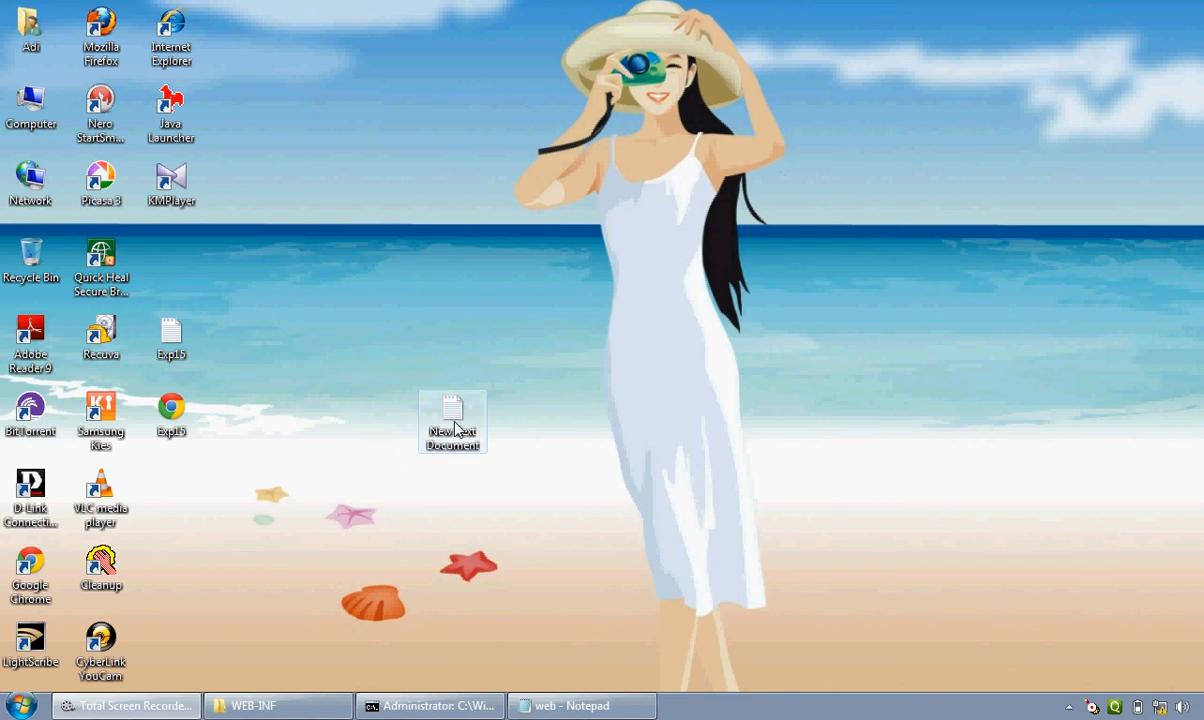 Adi
Mozilla
Firefox
Internet
Explorer
Computer
Nero
StartSm...
Java
Launcher
Network
Picasa 3
KMPlayer
Recycle Bin
Quick Heal
Secure Br...
Adobe
Reader 9
Recuva
Exp15
BitTorrent
Samsung
Kies
Exp15
New Text
Document
D-Link
Connecti...
VLC media
player
Google
Chrome
Cleanup
LightScribe
CyberLink
YouCam
Total Screen Recorde...
WEB-INF
Administrator: C:\Wi...
web - Notepad